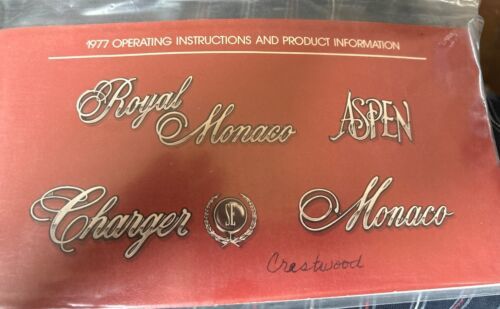 1977 OPERATING INSTRUCTIONS AND PRODUCT INFORMATION
Royal Monaco
ASPEN
Charger SE
Monaco
Crestwood